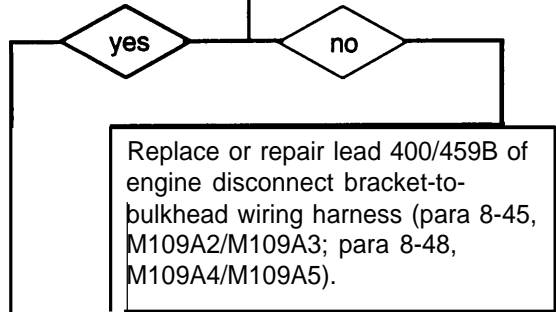 yes no
Replace or repair lead 400/459B of
engine disconnect bracket-to-
bulkhead wiring harness (para 8-45,
M109A2/M109A3; para 8-48,
M109A4/M109A5).